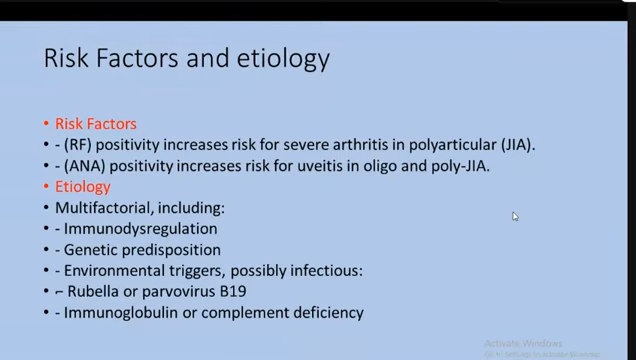 Risk Factors and etiology
• Risk Factors
• - (RF) positivity increases risk for severe arthritis in polyarticular (JIA).
• - (ANA) positivity increases risk for uveitis in oligo and poly-JIA.
• Etiology
• Multifactorial, including:
• - Immunodysregulation
• - Genetic predisposition
• - Environmental triggers, possibly infectious:
• ⌐ Rubella or parvovirus B19
• - Immunoglobulin or complement deficiency
Activate Windows